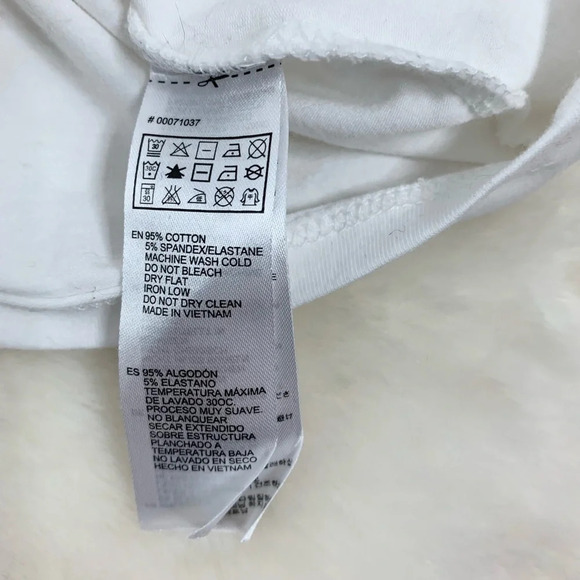 # 00071037
EN 95% COTTON
5% SPANDEX/ELASTANE
MACHINE WASH COLD
DO NOT BLEACH
DRY FLAT
IRON LOW
DO NOT DRY CLEAN
MADE IN VIETNAM
ES 95% ALGODÓN
5% ELASTANO
TEMPERATURA MÁXIMA
DE LAVADO 30OC.
PROCESO MUY SUAVE.
NO BLANQUEAR
SECAR EXTENDIDO
SOBRE ESTRUCTURA
PLANCHADO A
TEMPERATURA BAJA
NO LAVADO EN SECO
HECHO EN VIETNAM